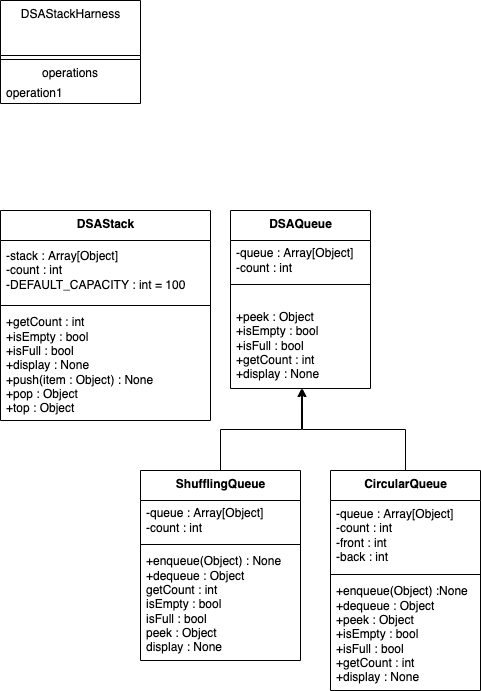 DSAStackHarness
operations
operation1
DSAStack
-stack : Array[Object]
-count : int
-DEFAULT_CAPACITY : int = 100
+getCount : int
+isEmpty : bool
+isFull : bool
+display : None
+push(item : Object) : None
+pop : Object
+top : Object
DSAQueue
-queue : Array[Object]
-count : int
+peek : Object
+isEmpty : bool
+isFull : bool
+getCount : int
+display : None
ShufflingQueue
-queue : Array[Object]
-count : int
+enqueue(Object) : None
+dequeue : Object
getCount : int
isEmpty : bool
isFull : bool
peek : Object
display : None
CircularQueue
-queue : Array[Object]
-count : int
-front : int
-back : int
+enqueue(Object) :None
+dequeue : Object
+peek : Object
+isEmpty : bool
+isFull : bool
+getCount : int
+display : None